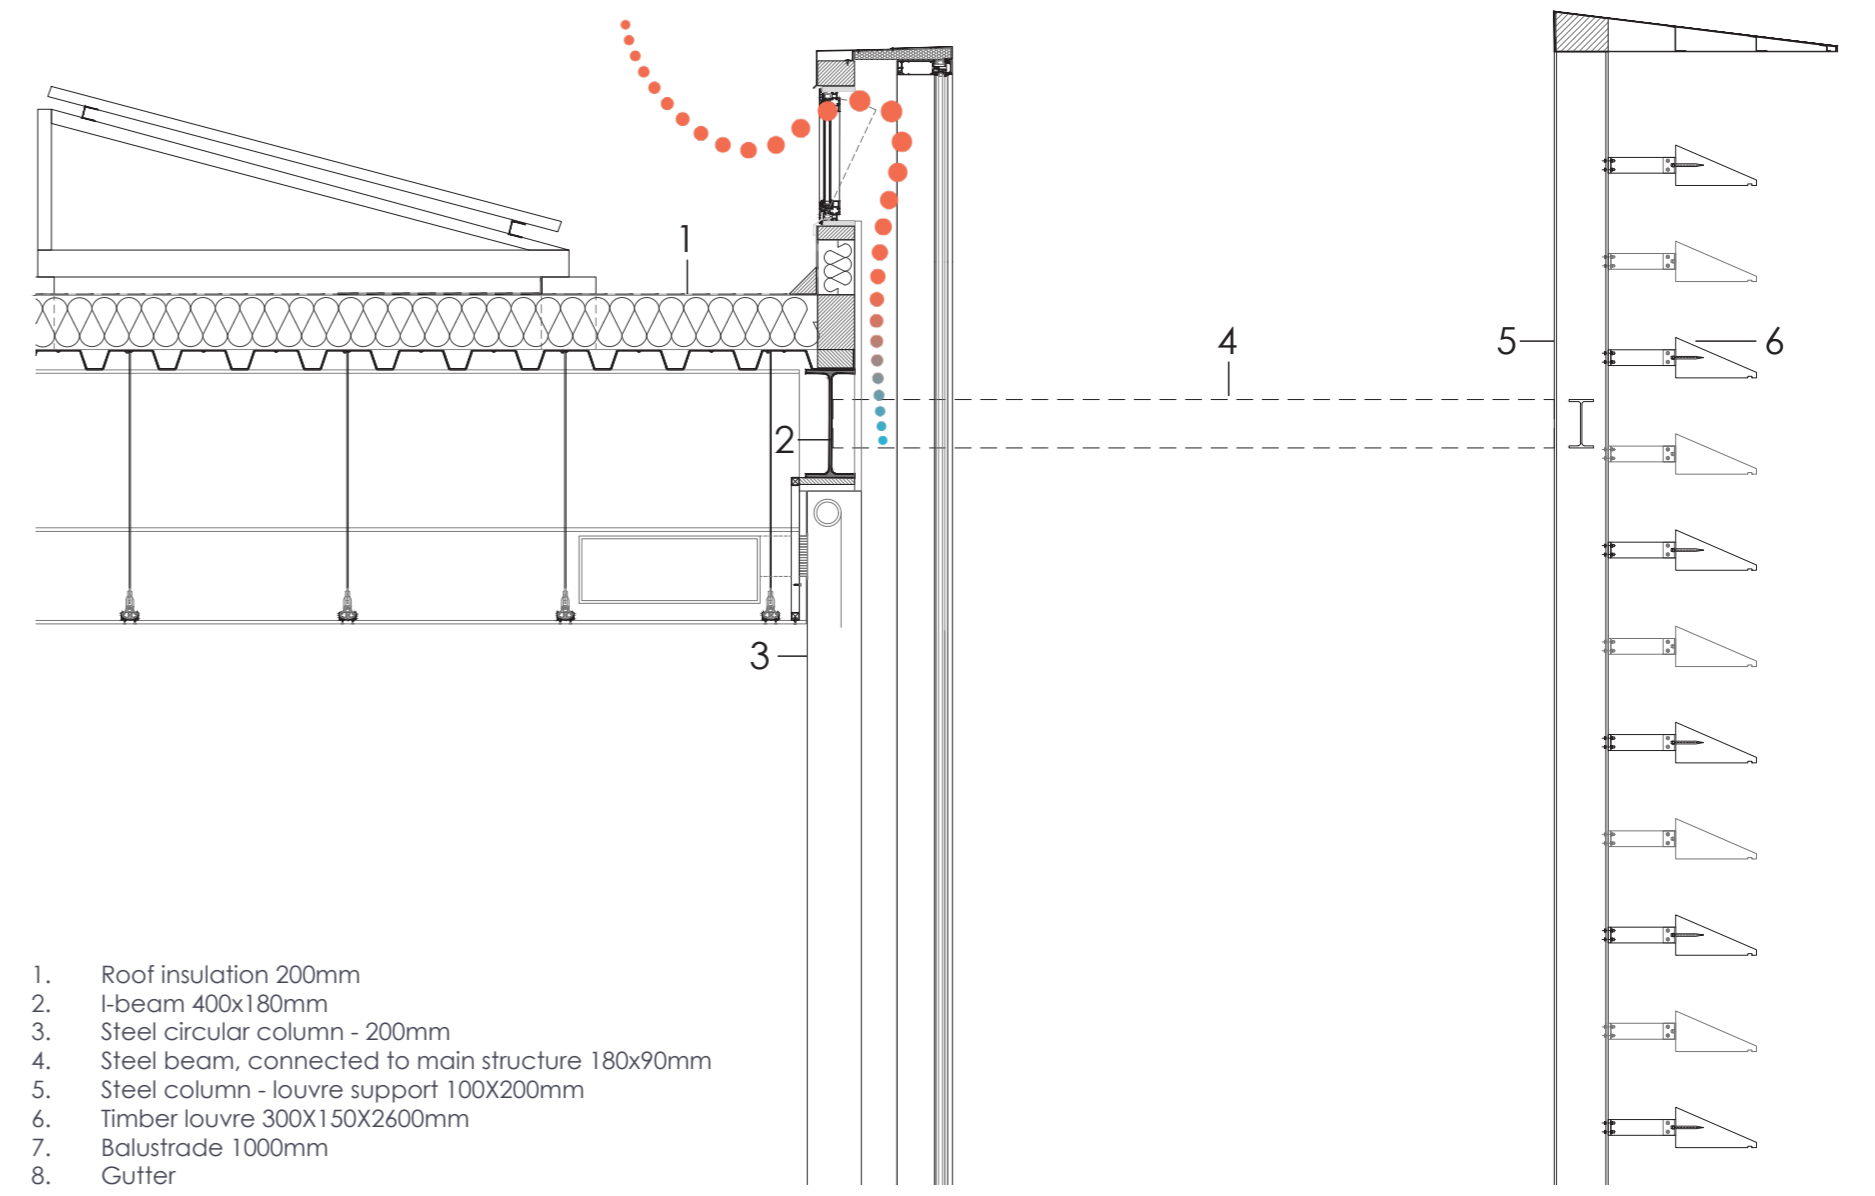 1
2
3
4
5
6
1. Roof insulation 200mm
2. I-beam 400x180mm
3. Steel circular column - 200mm
4. Steel beam, connected to main structure 180x90mm
5. Steel column - louvre support 100X200mm
6. Timber louvre 300X150X2600mm
7. Balustrade 1000mm
8. Gutter